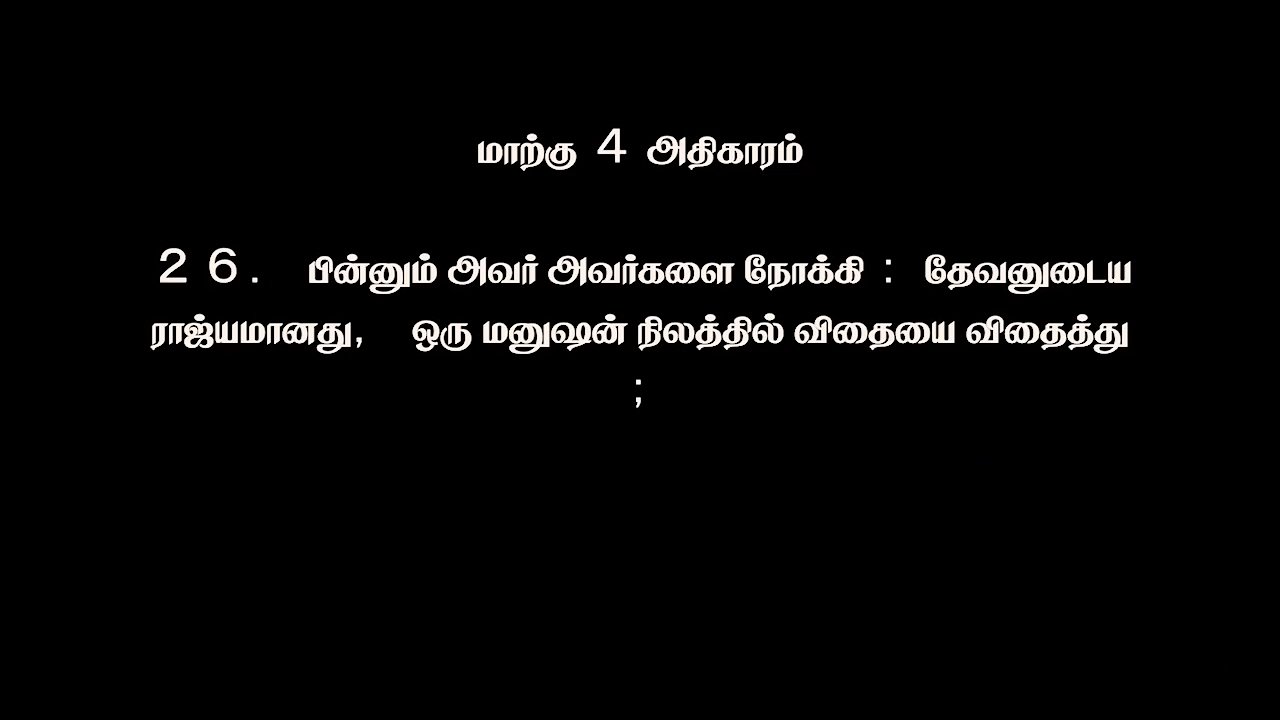 மாற்கு 4 அதிகாரம்
26. பின்னும் அவர் அவர்களை நோக்கி : தேவனுடைய
ராஜ்யமானது, ஒரு மனுஷன் நிலத்தில் விதையை விதைத்து
;